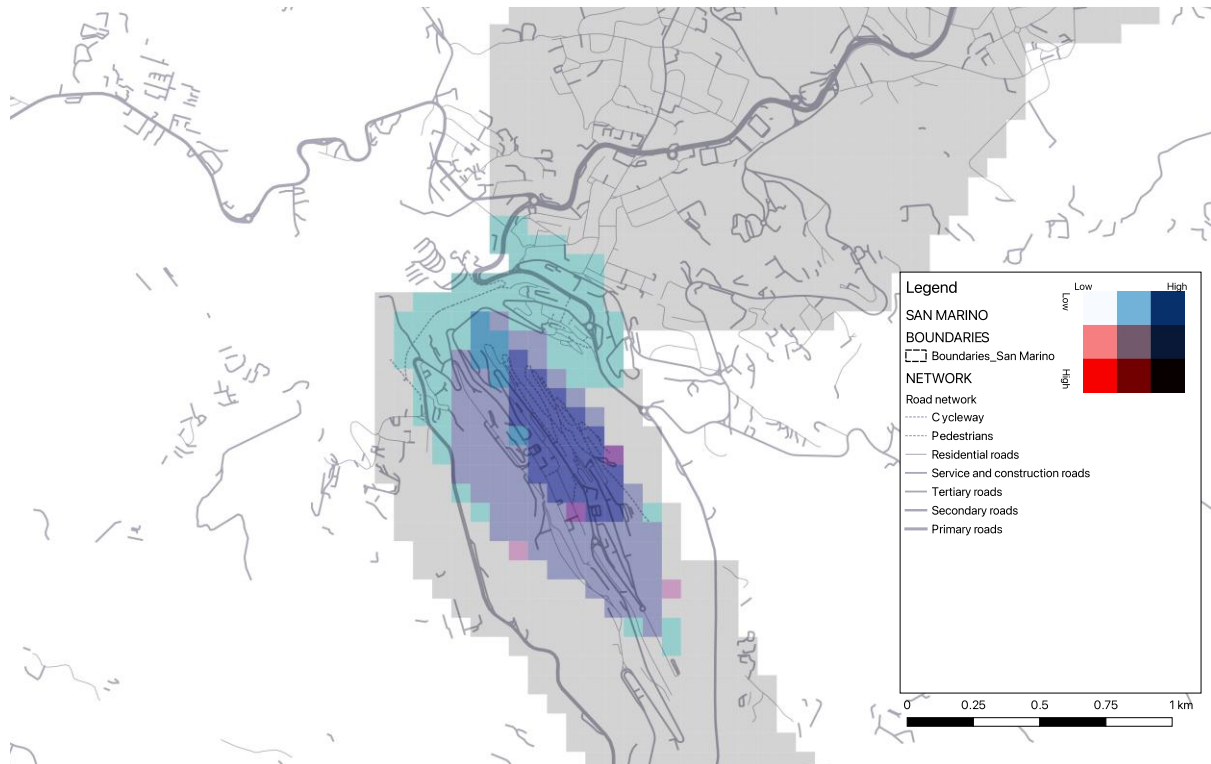 Legend
Low High
Low
High
SAN MARINO
BOUNDARIES
Boundaries_San Marino
NETWORK
Road network
Cycleway
Pedestrians
Residential roads
Service and construction roads
Tertiary roads
Secondary roads
Primary roads
0 0.25 0.5 0.75 1 km